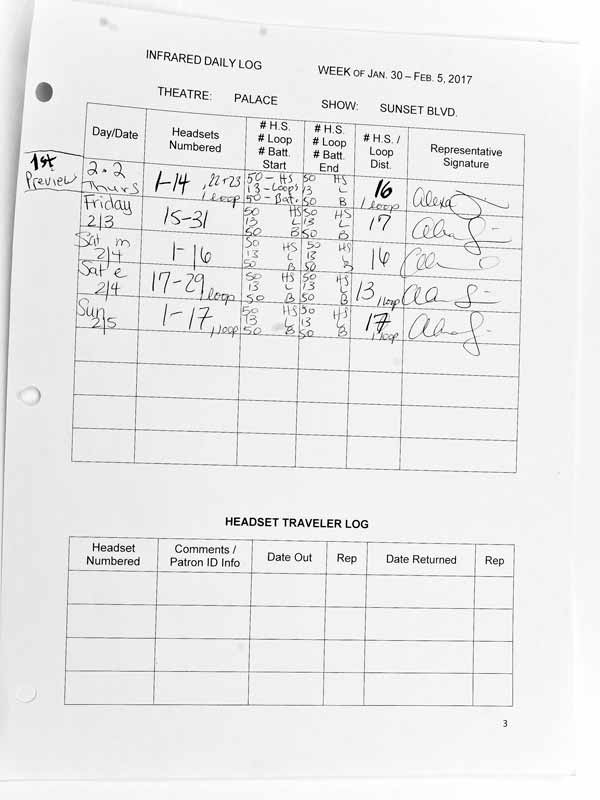 INFRARED DAILY LOG
WEEK OF JAN. 30 – FEB. 5, 2017
THEATRE: PALACE SHOW: SUNSET BLVD.
Day/Date
Headsets
Numbered
# H.S.
# Loop
# Batt.
Start
# H.S.
# Loop
# Batt.
End
# H.S. /
Loop
Dist.
Representative
Signature
1st
Preview
2.2
Thurs
1-14, 22+23
1 loop
50 - HS
13 - Loops
50 - Bat.
50 HS
13 L
50 B
16
1 loop
Friday
2/3
15-31
50 HS
13 L
50 B
50 HS
13 L
50 B
17
Sat m
2/4
1-16
50 HS
13 L
50 B
50 HS
13 L
50 B
16
Sat e
2/4
17-29, loop
50 HS
13 L
50 B
50 HS
13 L
50 B
13, 1 loop
Sun
2/5
1-17, 1 loop
50 HS
13 L
50 B
50 HS
13 L
50 B
17
1 loop
HEADSET TRAVELER LOG
Headset
Numbered
Comments /
Patron ID Info
Date Out
Rep
Date Returned
Rep
3